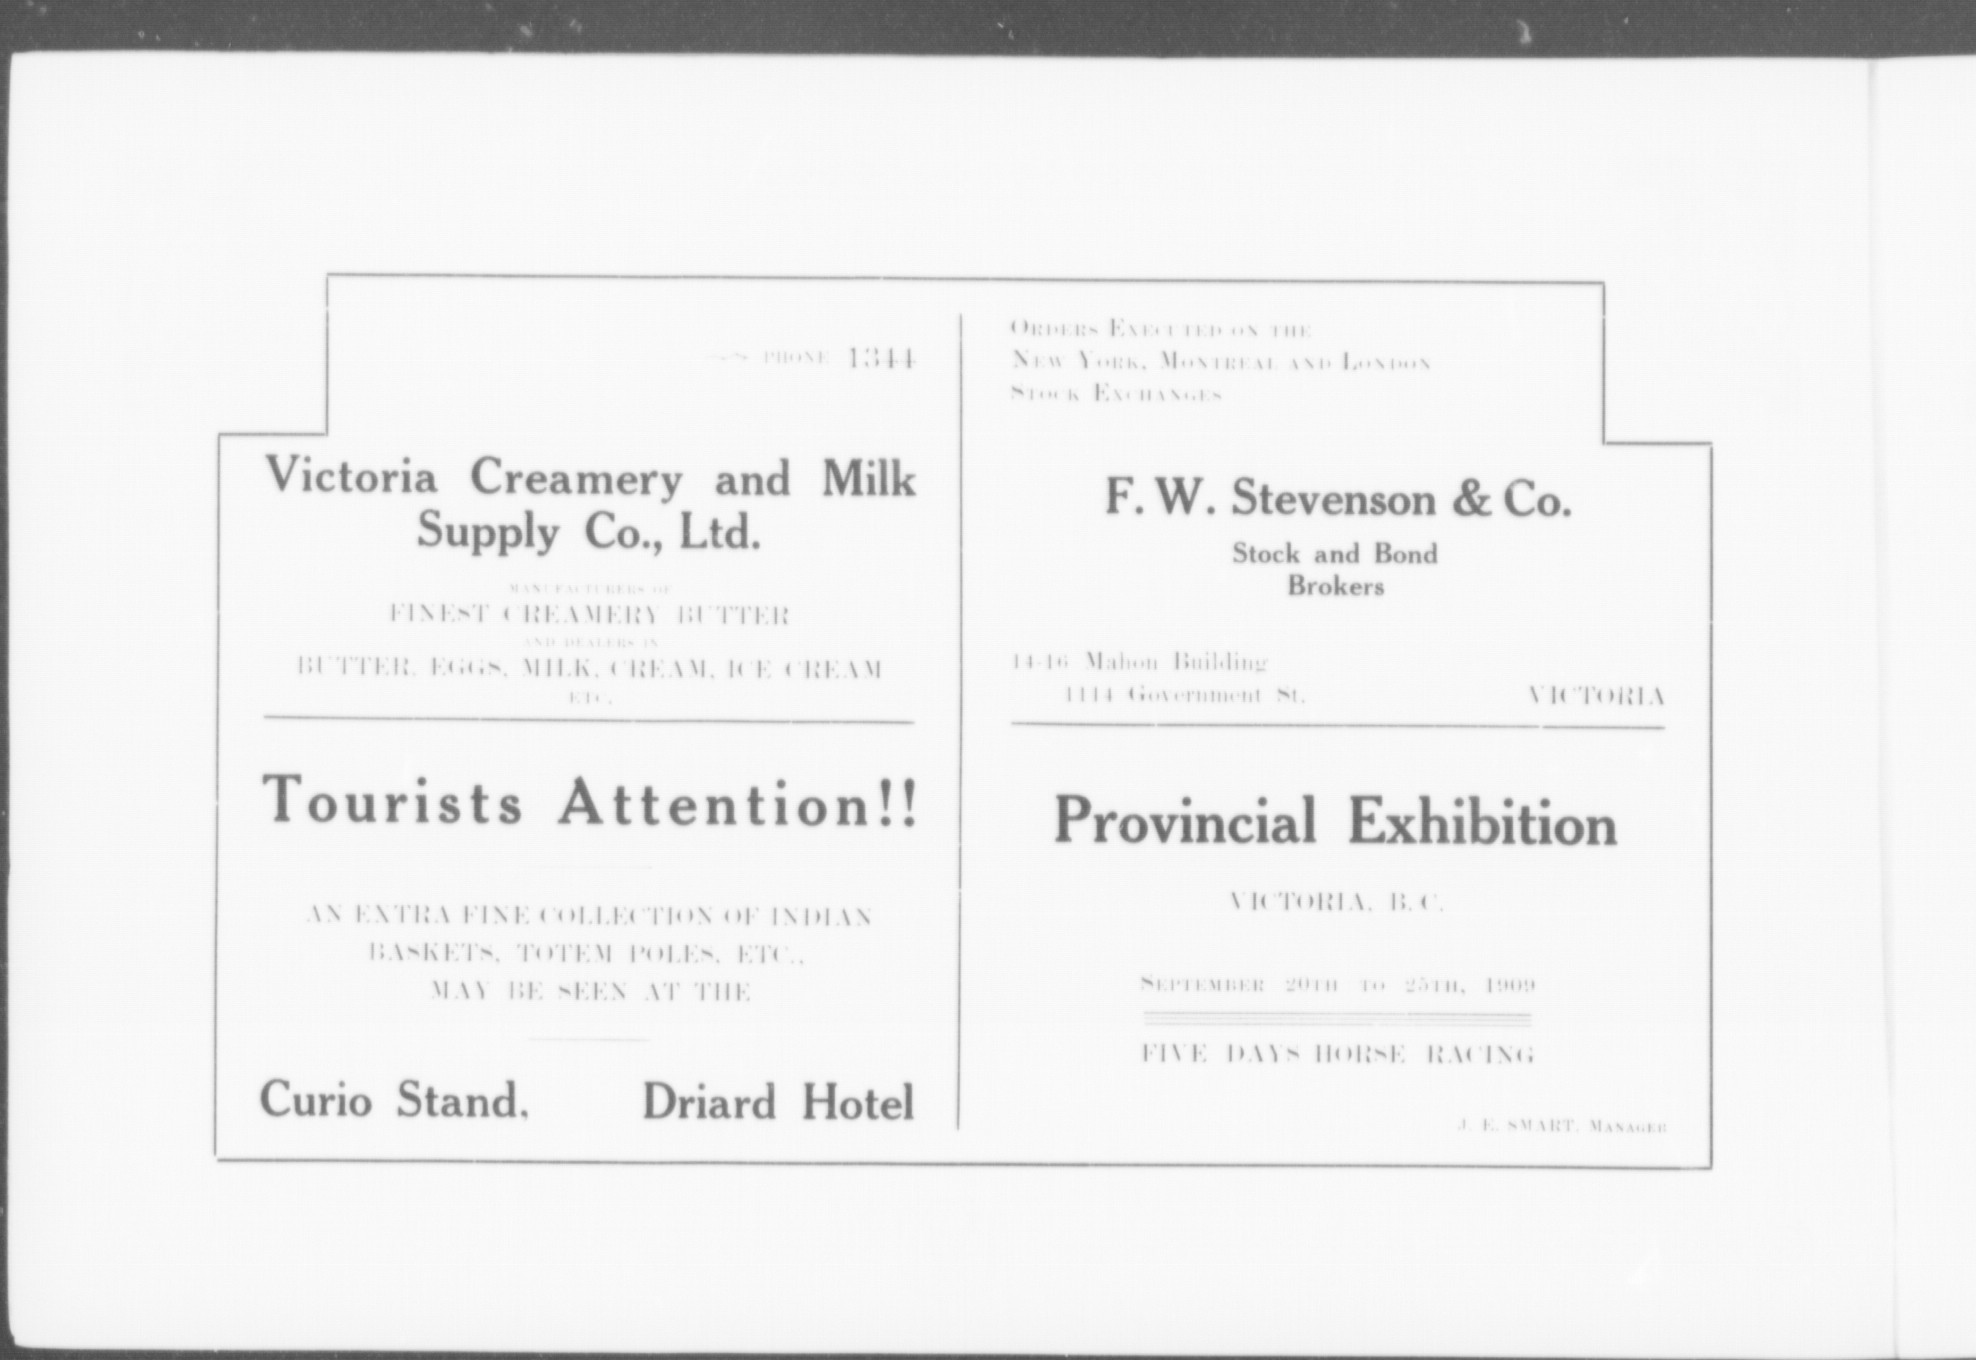 PHONE 1344
Victoria Creamery and Milk
Supply Co., Ltd.
MANUFACTURERS OF
FINEST CREAMERY BUTTER
AND DEALERS IN
BUTTER, EGGS, MILK, CREAM, ICE CREAM
ETC.
Tourists Attention!!
AN EXTRA FINE COLLECTION OF INDIAN
BASKETS, TOTEM POLES, ETC.,
MAY BE SEEN AT THE
Curio Stand, Driard Hotel
ORDERS EXECUTED ON THE
NEW YORK, MONTREAL AND LONDON
STOCK EXCHANGES
F. W. Stevenson & Co.
Stock and Bond
Brokers
14-16 Mahon Building
1114 Government St. VICTORIA
Provincial Exhibition
VICTORIA, B. C.
SEPTEMBER 20TH TO 25TH, 1909
FIVE DAYS HORSE RACING
J. E. SMART, MANAGER